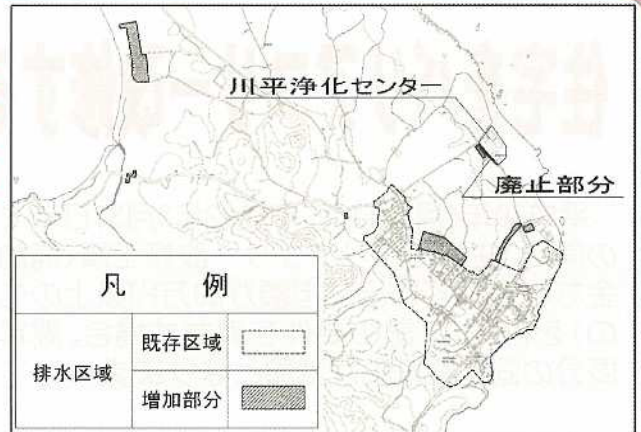 川平浄化センター
廃止部分
凡 例
排水区域
既存区域
増加部分